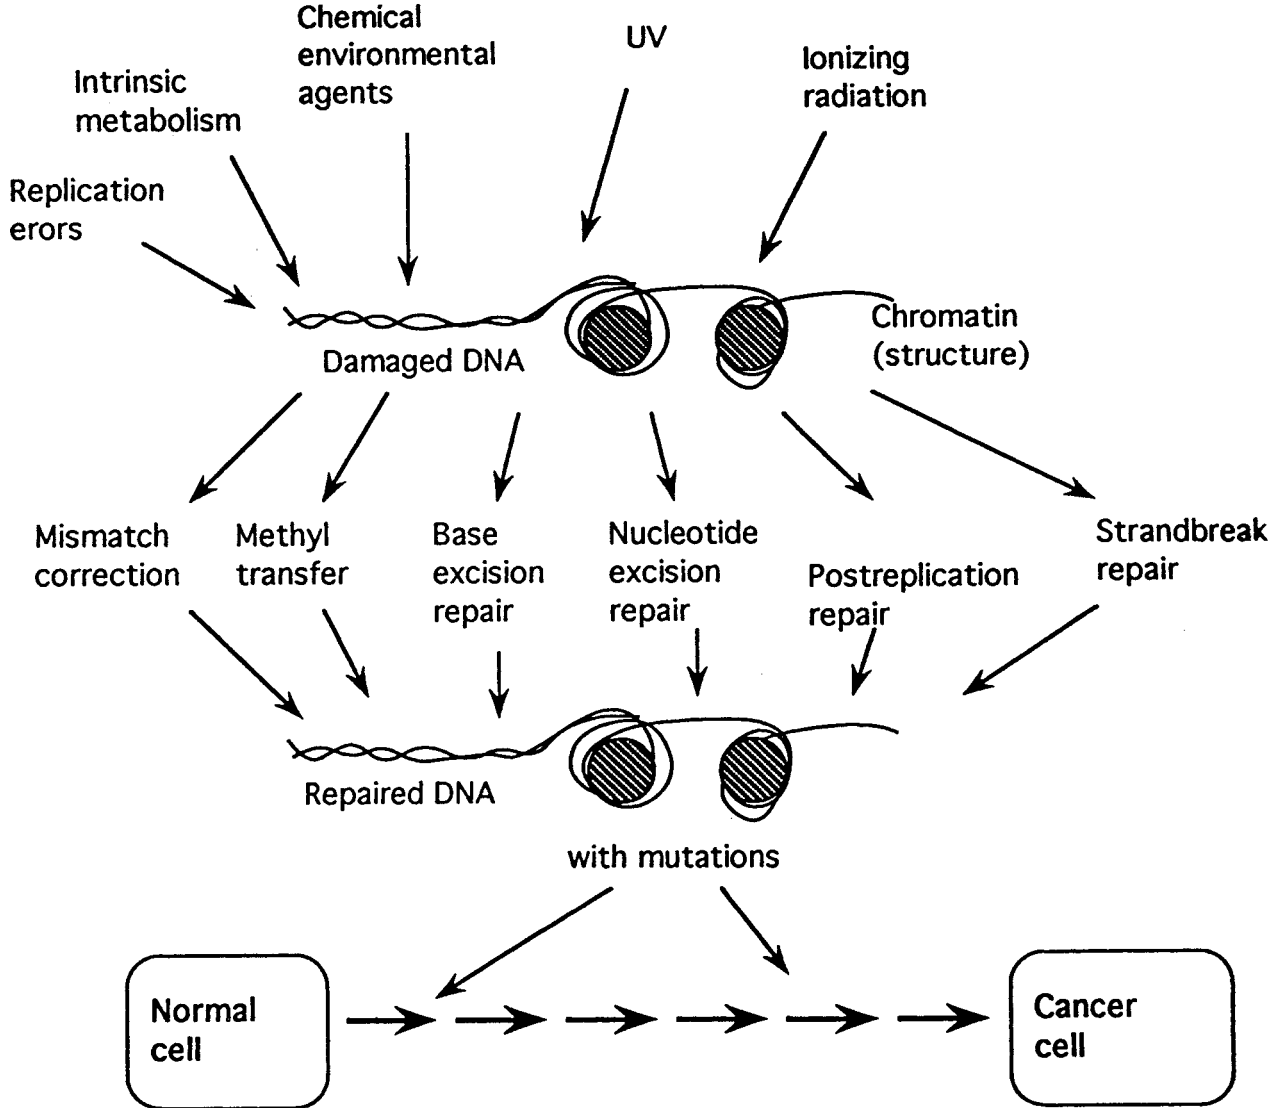 Chemical
environmental
agents
UV
Ionizing
radiation
Intrinsic
metabolism
Replication
erors
Chromatin
(structure)
Damaged DNA
Mismatch
correction
Methyl
transfer
Base
excision
repair
Nucleotide
excision
repair
Postreplication
repair
Strandbreak
repair
Repaired DNA
with mutations
Normal
cell
Cancer
cell